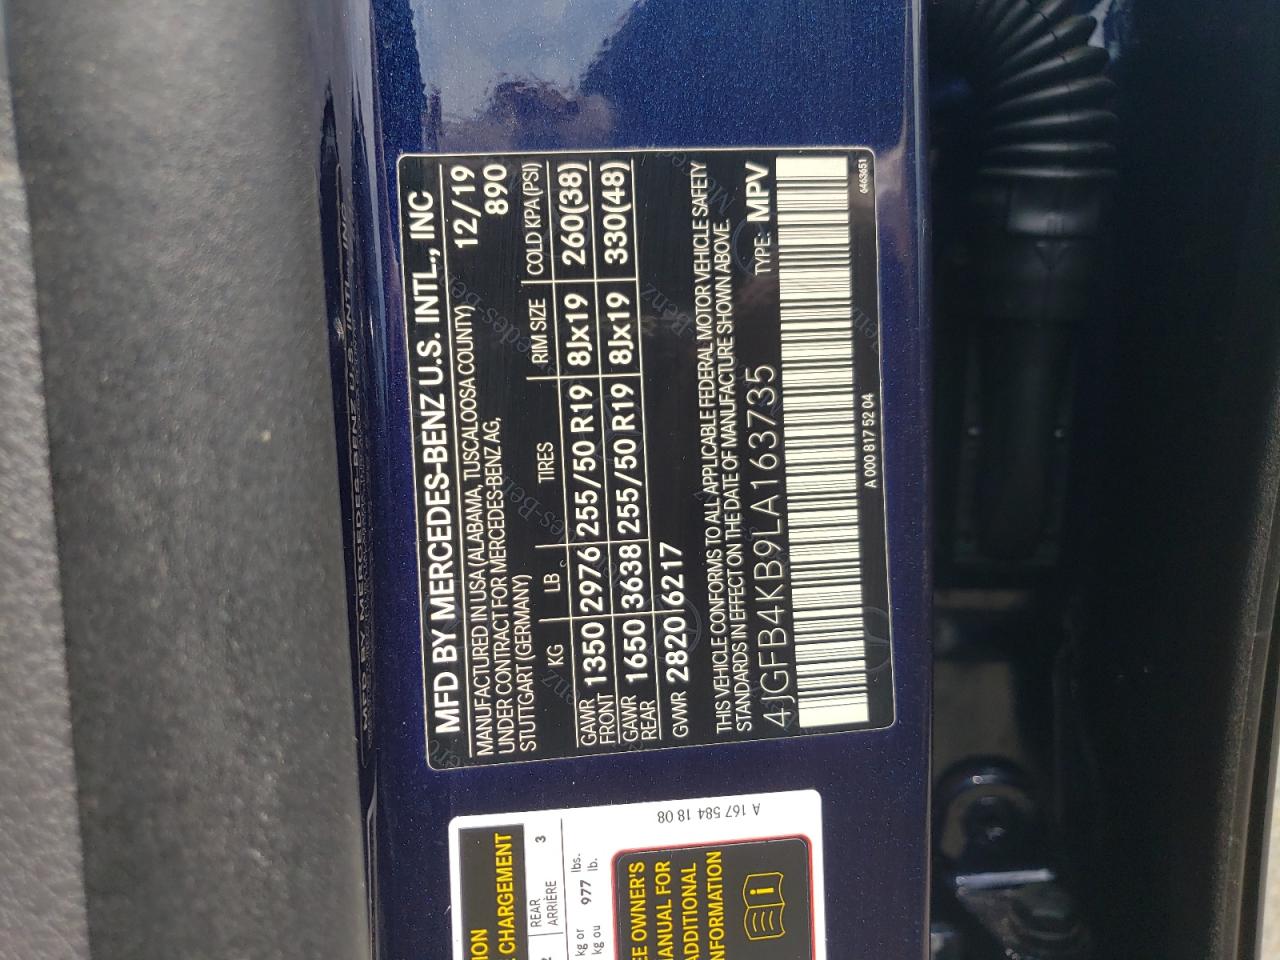 MFD BY MERCEDES-BENZ U.S. INTL., INC
MANUFACTURED IN USA (ALABAMA, TUSCALOOSA COUNTY) 12/19
UNDER CONTRACT FOR MERCEDES-BENZ AG, 890
STUTTGART (GERMANY)
KG LB TIRES RIM SIZE COLD KPA(PSI)
GAWR FRONT 1350 2976 255/50 R19 8Jx19 260(38)
GAWR REAR 1650 3638 255/50 R19 8Jx19 330(48)
GVWR 2820 6217
THIS VEHICLE CONFORMS TO ALL APPLICABLE FEDERAL MOTOR VEHICLE SAFETY
STANDARDS IN EFFECT ON THE DATE OF MANUFACTURE SHOWN ABOVE.
4JGFB4KB9LA163735 TYPE: MPV
A 000 817 52 04
6463651
CHARGEMENT
REAR 3
ARRIÈRE
kg or 977 lbs.
kg ou lb.
OWNER'S
FOR
ADDITIONAL
A 167 584 18 08